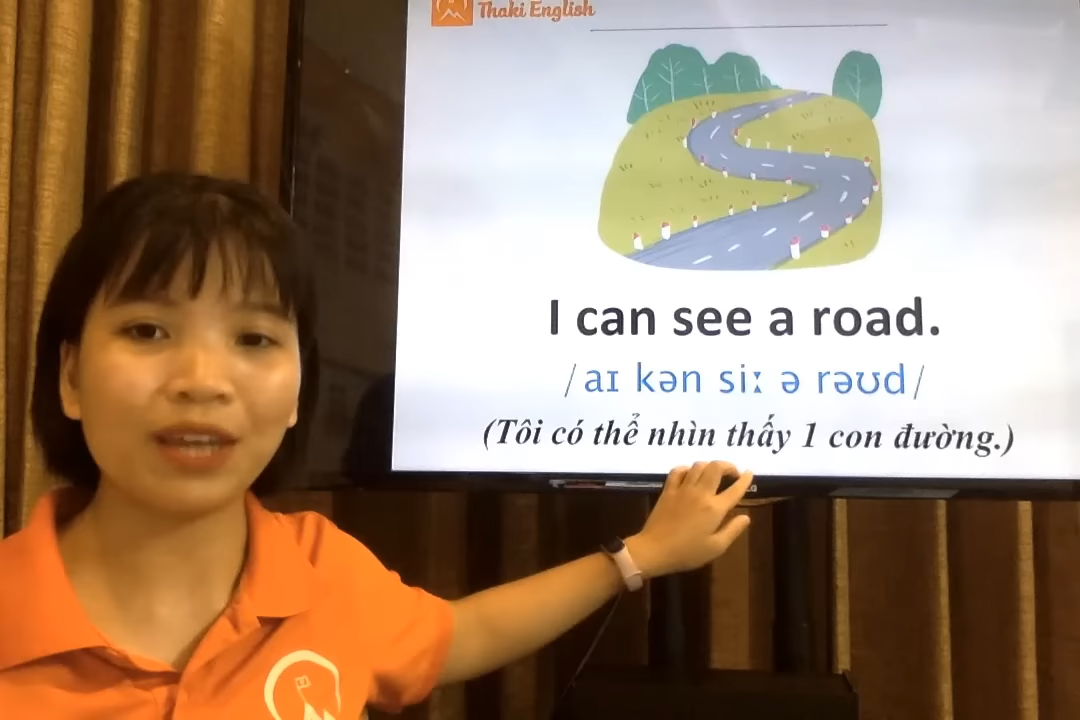 Thaki English
I can see a road.
/aɪ kən siː ə rəʊd/
(Tôi có thể nhìn thấy 1 con đường.)